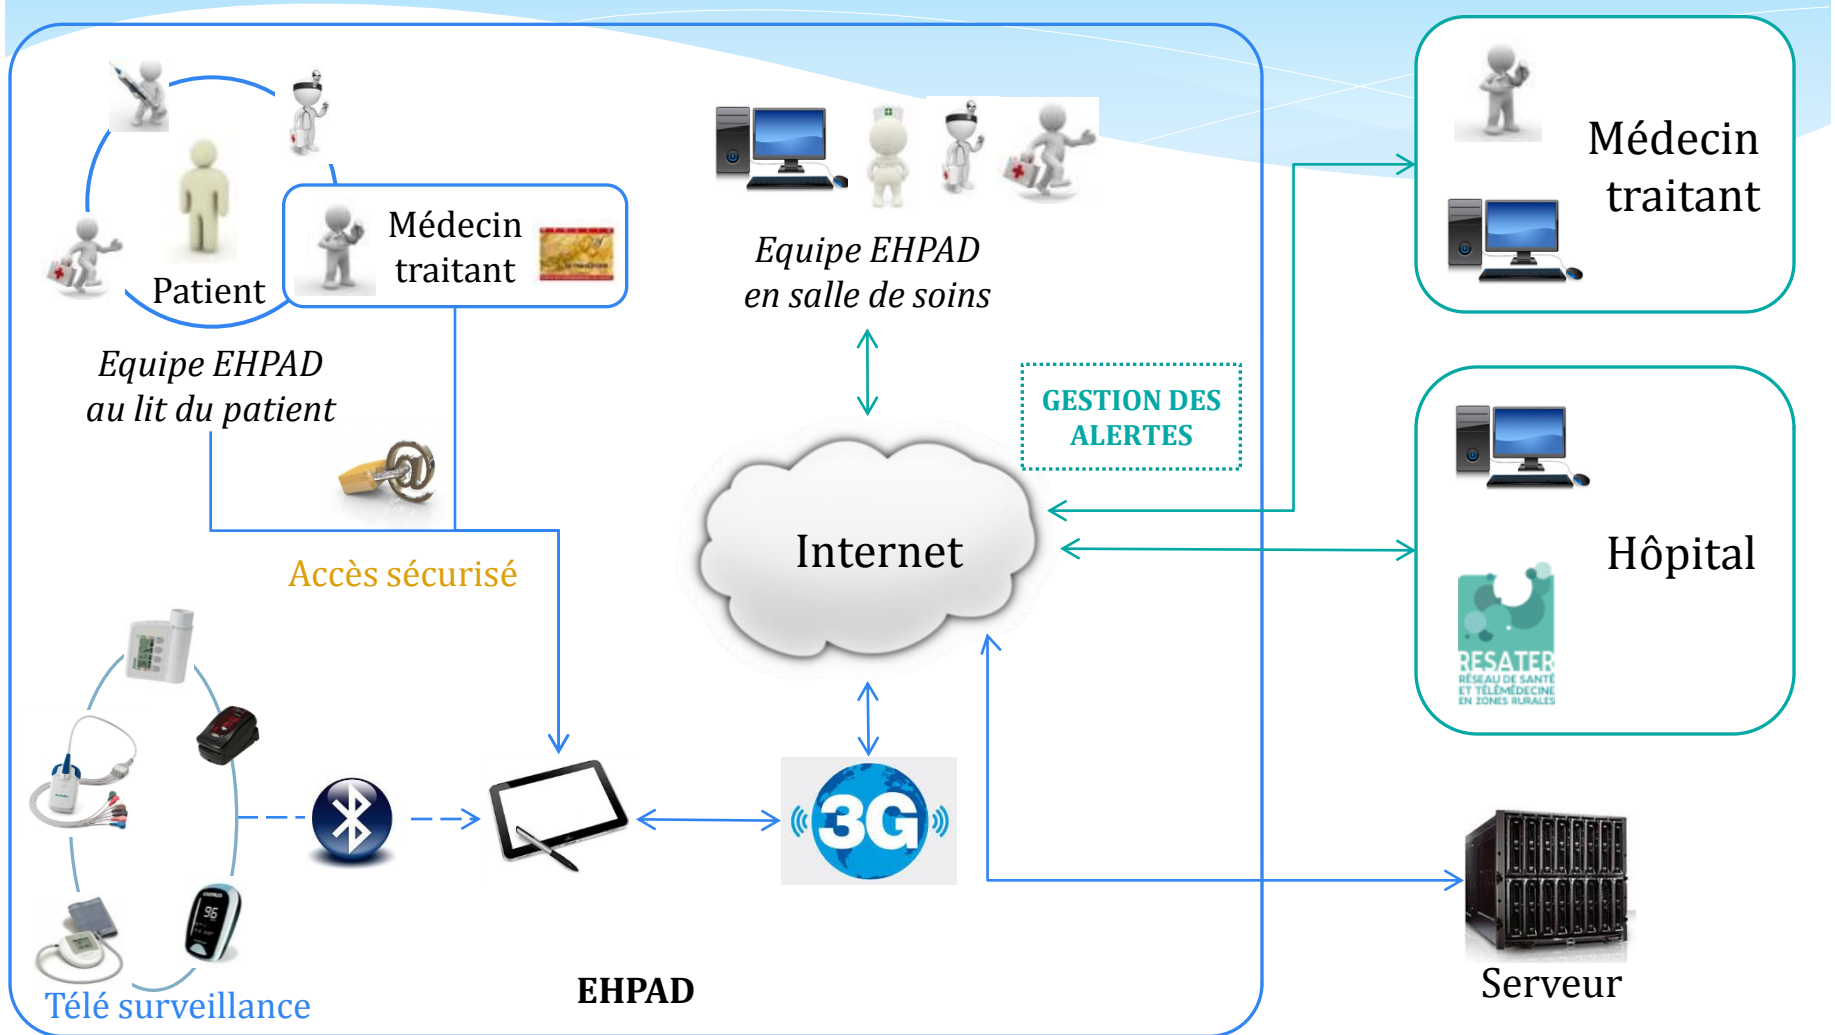 Médecin
traitant
Patient
Médecin
traitant
Equipe EHPAD
en salle de soins
Equipe EHPAD
au lit du patient
GESTION DES
ALERTES
Accès sécurisé
Internet
Hôpital
RESATER
RÉSEAU DE SANTÉ
ET TÉLÉMÉDECINE
EN ZONES RURALES
3G
96
Télé surveillance
EHPAD
Serveur